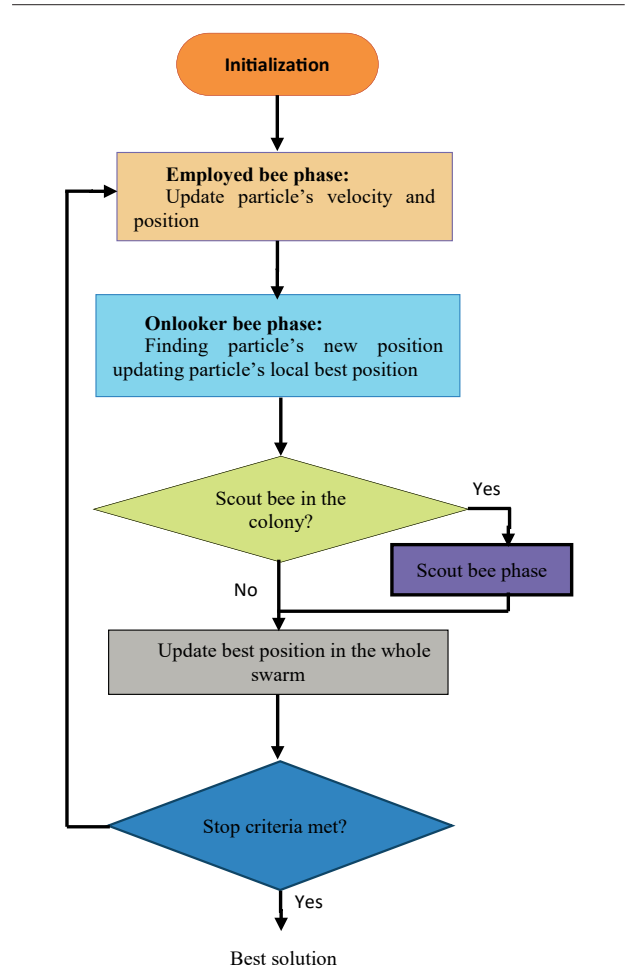 Initialization
Employed bee phase:
Update particle's velocity and
position
Onlooker bee phase:
Finding particle's new position
updating particle's local best position
Scout bee in the
colony?
Yes
Scout bee phase
No
Update best position in the whole
swarm
Stop criteria met?
Yes
Best solution